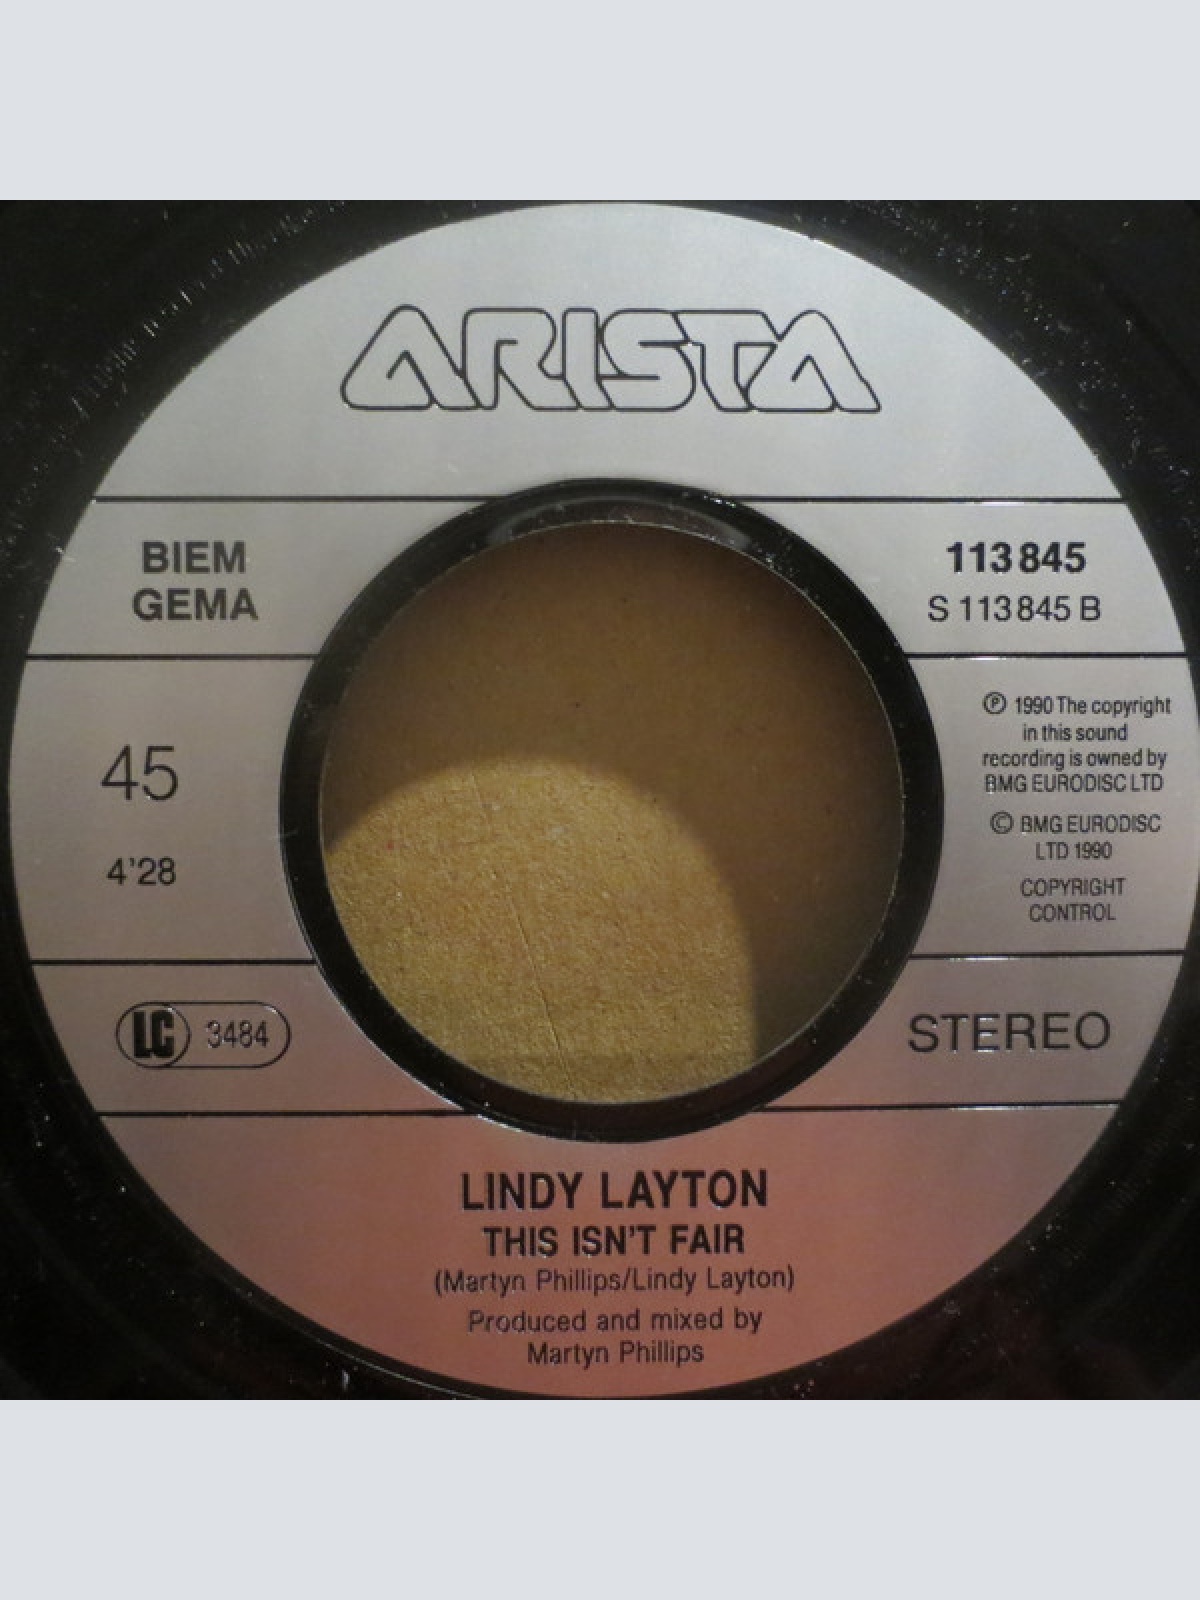 ARISTA
BIEM
GEMA
113 845
S 113 845 B
45
4'28
℗ 1990 The copyright
in this sound
recording is owned by
BMG EURODISC LTD
© BMG EURODISC
LTD 1990
COPYRIGHT
CONTROL
LC 3484
STEREO
LINDY LAYTON
THIS ISN'T FAIR
(Martyn Phillips/Lindy Layton)
Produced and mixed by
Martyn Phillips